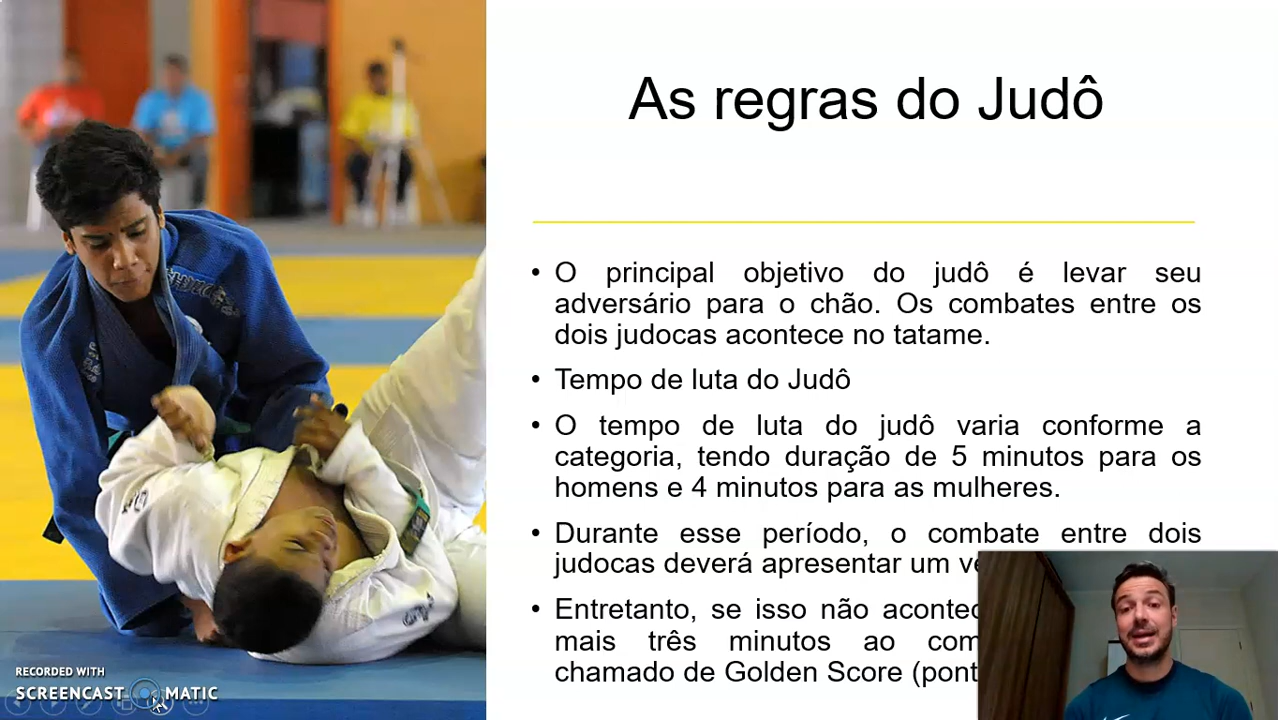 As regras do Judô
• O principal objetivo do judô é levar seu
adversário para o chão. Os combates entre os
dois judocas acontece no tatame.
• Tempo de luta do Judô
• O tempo de luta do judô varia conforme a
categoria, tendo duração de 5 minutos para os
homens e 4 minutos para as mulheres.
• Durante esse período, o combate entre dois
judocas deverá apresentar um
• Entretanto, se isso não
mais três minutos ao
chamado de Golden Score
RECORDED WITH
SCREENCAST MATIC